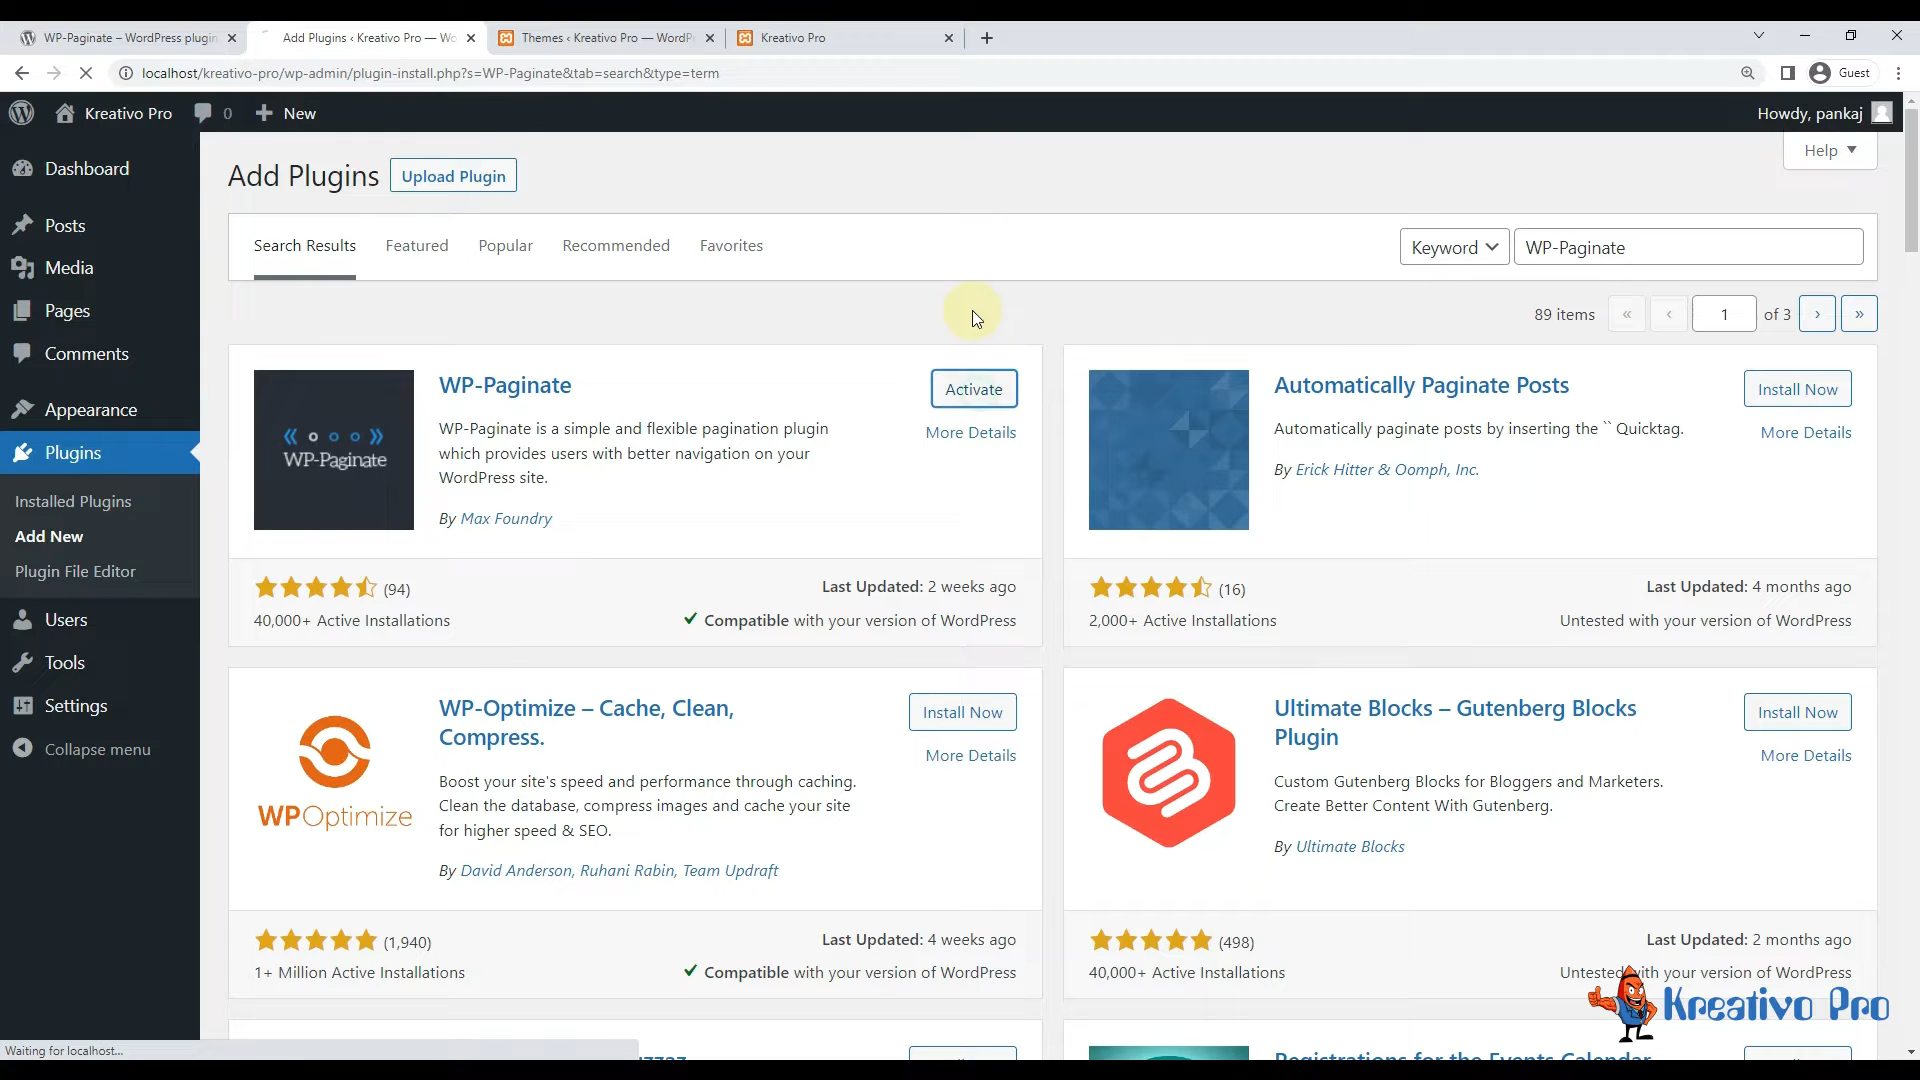 WP-Paginate – WordPress plugin
Add Plugins ‹ Kreativo Pro — Wo
Themes ‹ Kreativo Pro — WordPr
Kreativo Pro
localhost/kreativo-pro/wp-admin/plugin-install.php?s=WP-Paginate&tab=search&type=term
Guest
Kreativo Pro
0
New
Howdy, pankaj
Dashboard
Posts
Media
Pages
Comments
Appearance
Plugins
Installed Plugins
Add New
Plugin File Editor
Users
Tools
Settings
Collapse menu
Help
Add Plugins
Upload Plugin
Search Results
Featured
Popular
Recommended
Favorites
Keyword
WP-Paginate
89 items
«
‹
1
of 3
›
»
WP-Paginate
WP-Paginate
Activate
More Details
WP-Paginate is a simple and flexible pagination plugin
which provides users with better navigation on your
WordPress site.
By Max Foundry
(94)
Last Updated: 2 weeks ago
40,000+ Active Installations
Compatible with your version of WordPress
Automatically Paginate Posts
Install Now
More Details
Automatically paginate posts by inserting the `` Quicktag.
By Erick Hitter & Oomph, Inc.
(16)
Last Updated: 4 months ago
2,000+ Active Installations
Untested with your version of WordPress
WPOptimize
WP-Optimize – Cache, Clean,
Compress.
Install Now
More Details
Boost your site's speed and performance through caching.
Clean the database, compress images and cache your site
for higher speed & SEO.
By David Anderson, Ruhani Rabin, Team Updraft
(1,940)
Last Updated: 4 weeks ago
1+ Million Active Installations
Compatible with your version of WordPress
Ultimate Blocks – Gutenberg Blocks
Plugin
Install Now
More Details
Custom Gutenberg Blocks for Bloggers and Marketers.
Create Better Content With Gutenberg.
By Ultimate Blocks
(498)
Last Updated: 2 months ago
40,000+ Active Installations
Untested with your version of WordPress
Kreativo Pro
Registrations for the Events Calendar
Waiting for localhost...